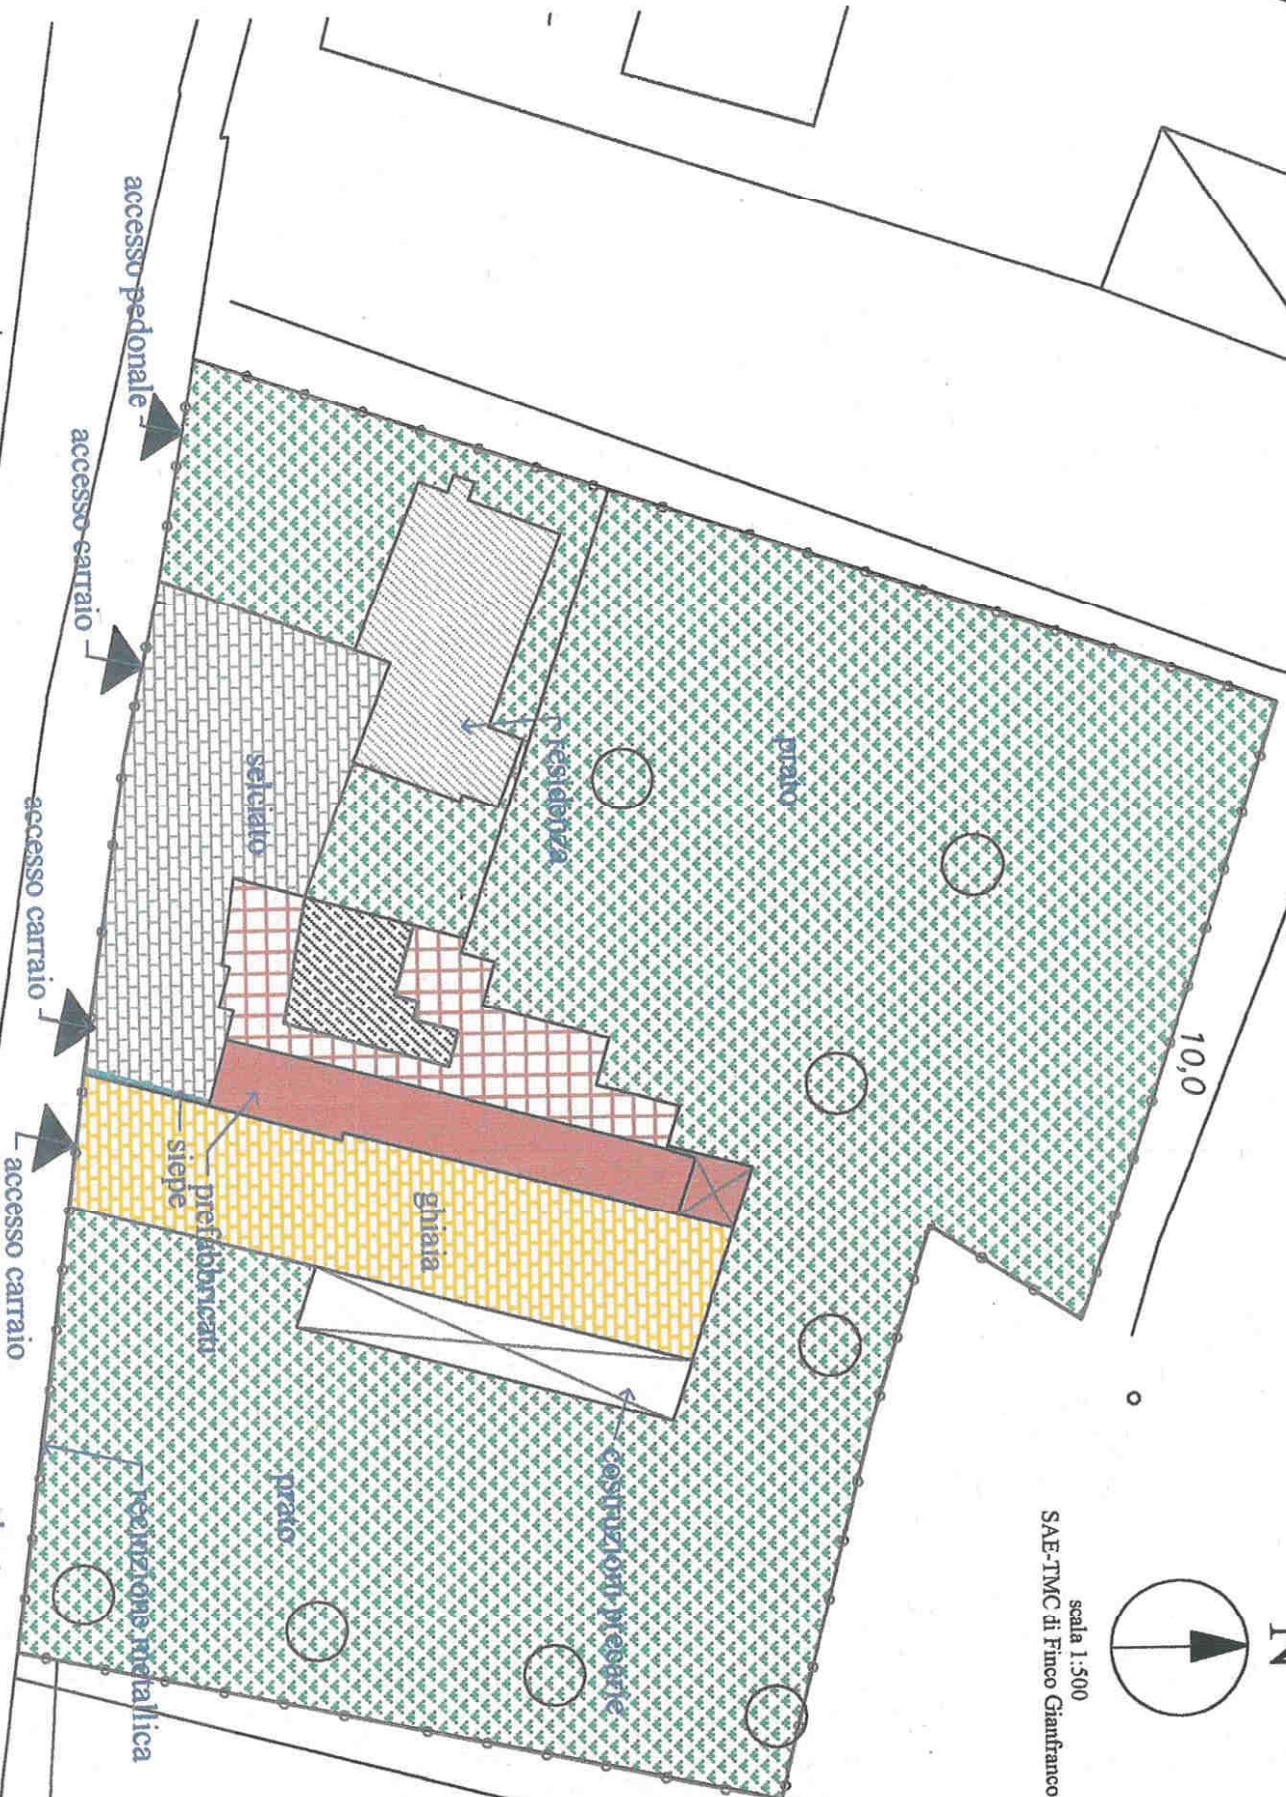 N
scala 1:500
SAE-TMC di Finco Gianfranco
10,0
prato
residenza
costruzioni precarie
ghiaia
selciato
prefabbricati
siepe
prato
recinzione metallica
accesso pedonale
accesso carraio
accesso carraio
accesso carraio